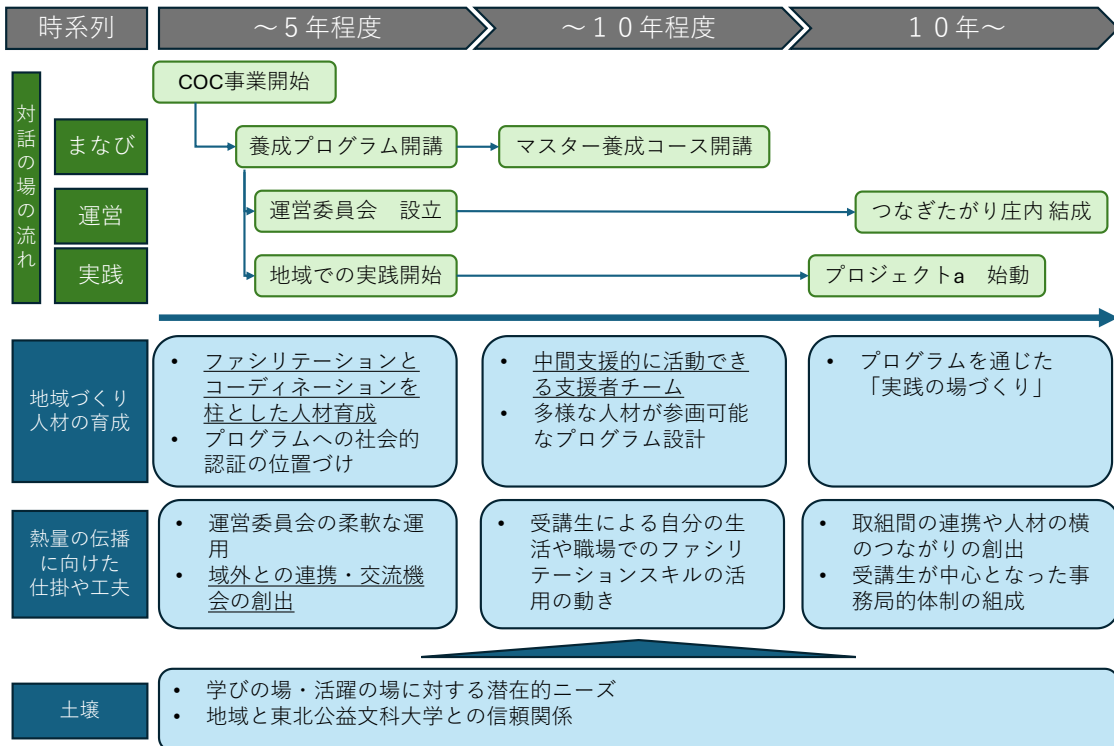 時系列
～５年程度
～１０年程度
１０年～
対話の場の流れ
COC事業開始
まなび
養成プログラム開講
マスター養成コース開講
運営
運営委員会　設立
つなぎたがり庄内 結成
実践
地域での実践開始
プロジェクトa　始動
地域づくり
人材の育成
• ファシリテーションと
コーディネーションを
柱とした人材育成
• プログラムへの社会的
認証の位置づけ
• 中間支援的に活動でき
る支援者チーム
• 多様な人材が参画可能
なプログラム設計
• プログラムを通じた
「実践の場づくり」
熱量の伝播
に向けた
仕掛や工夫
• 運営委員会の柔軟な運
用
• 域外との連携・交流機
会の創出
• 受講生による自分の生
活や職場でのファシリ
テーションスキルの活
用の動き
• 取組間の連携や人材の横
のつながりの創出
• 受講生が中心となった事
務局的体制の組成
土壌
• 学びの場・活躍の場に対する潜在的ニーズ
• 地域と東北公益文科大学との信頼関係